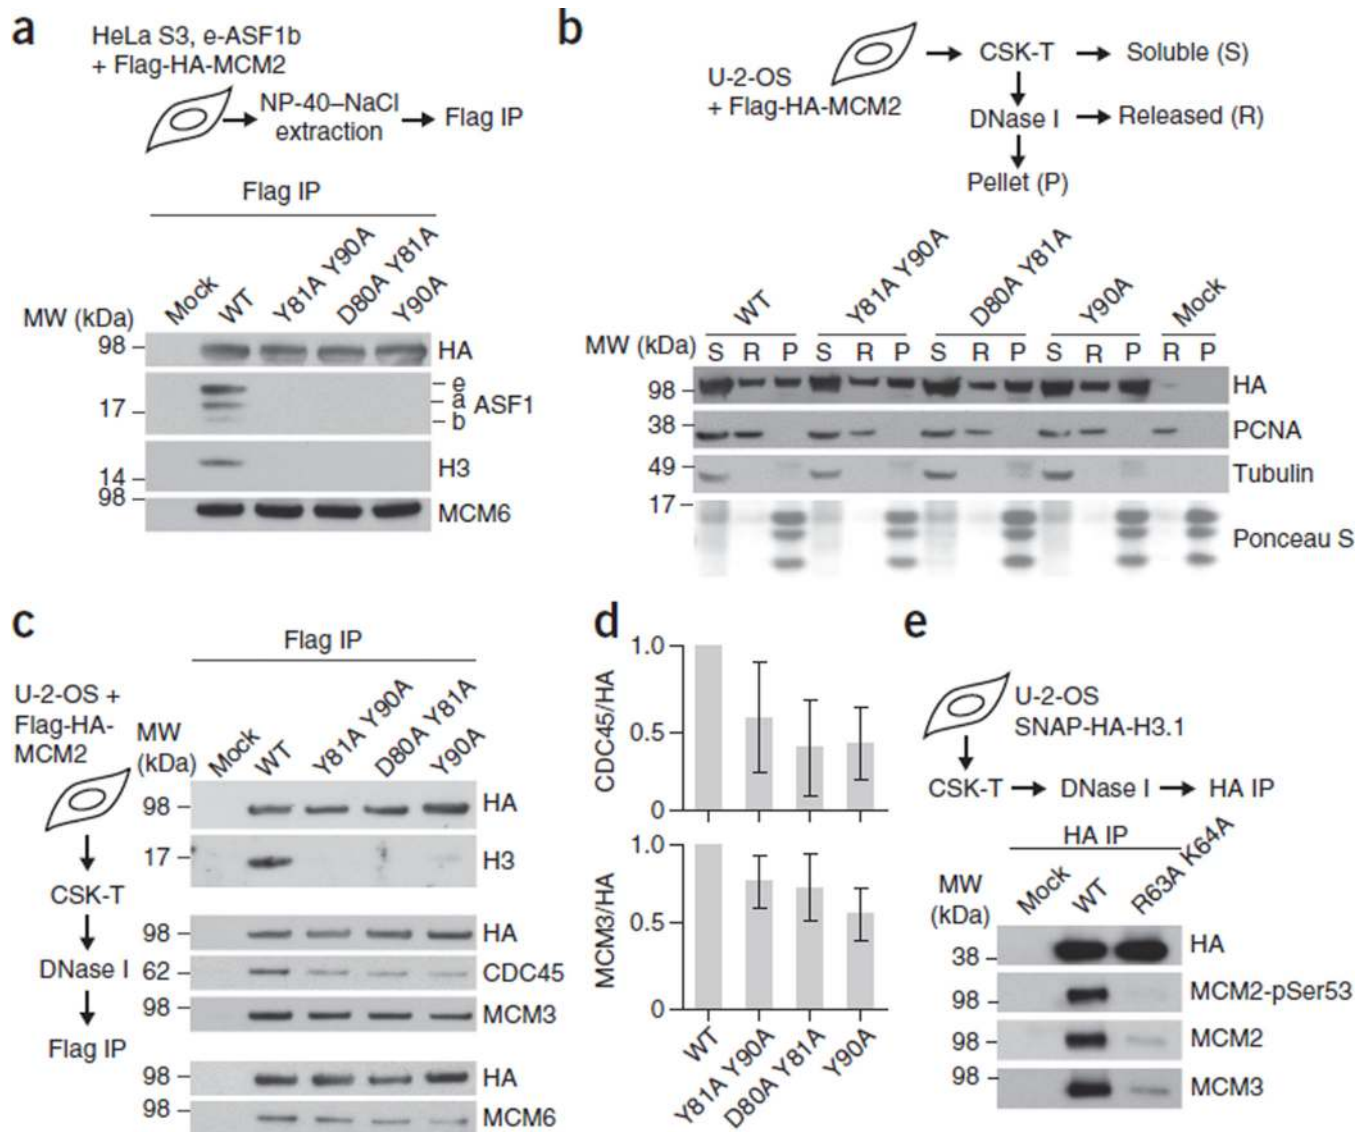 a
HeLa S3, e-ASF1b
+ Flag-HA-MCM2
NP-40–NaCl
extraction
Flag IP
Flag IP
MW (kDa)
Mock
WT
Y81A Y90A
D80A Y81A
Y90A
98
HA
17
e
a
b
ASF1
14
H3
98
MCM6
b
U-2-OS
+ Flag-HA-MCM2
CSK-T
Soluble (S)
DNase I
Released (R)
Pellet (P)
WT
Y81A Y90A
D80A Y81A
Y90A
Mock
MW (kDa)
S R P S R P S R P S R P R P
98
HA
38
PCNA
49
Tubulin
17
Ponceau S
c
Flag IP
U-2-OS +
Flag-HA-
MCM2
CSK-T
DNase I
Flag IP
MW
(kDa)
Mock
WT
Y81A Y90A
D80A Y81A
Y90A
98
HA
17
H3
98
HA
62
CDC45
98
MCM3
98
HA
98
MCM6
d
CDC45/HA
1.0
0.5
0
MCM3/HA
1.0
0.5
0
WT
Y81A Y90A
D80A Y81A
Y90A
e
U-2-OS
SNAP-HA-H3.1
CSK-T
DNase I
HA IP
HA IP
MW
(kDa)
Mock
WT
R63A K64A
38
HA
98
MCM2-pSer53
98
MCM2
98
MCM3